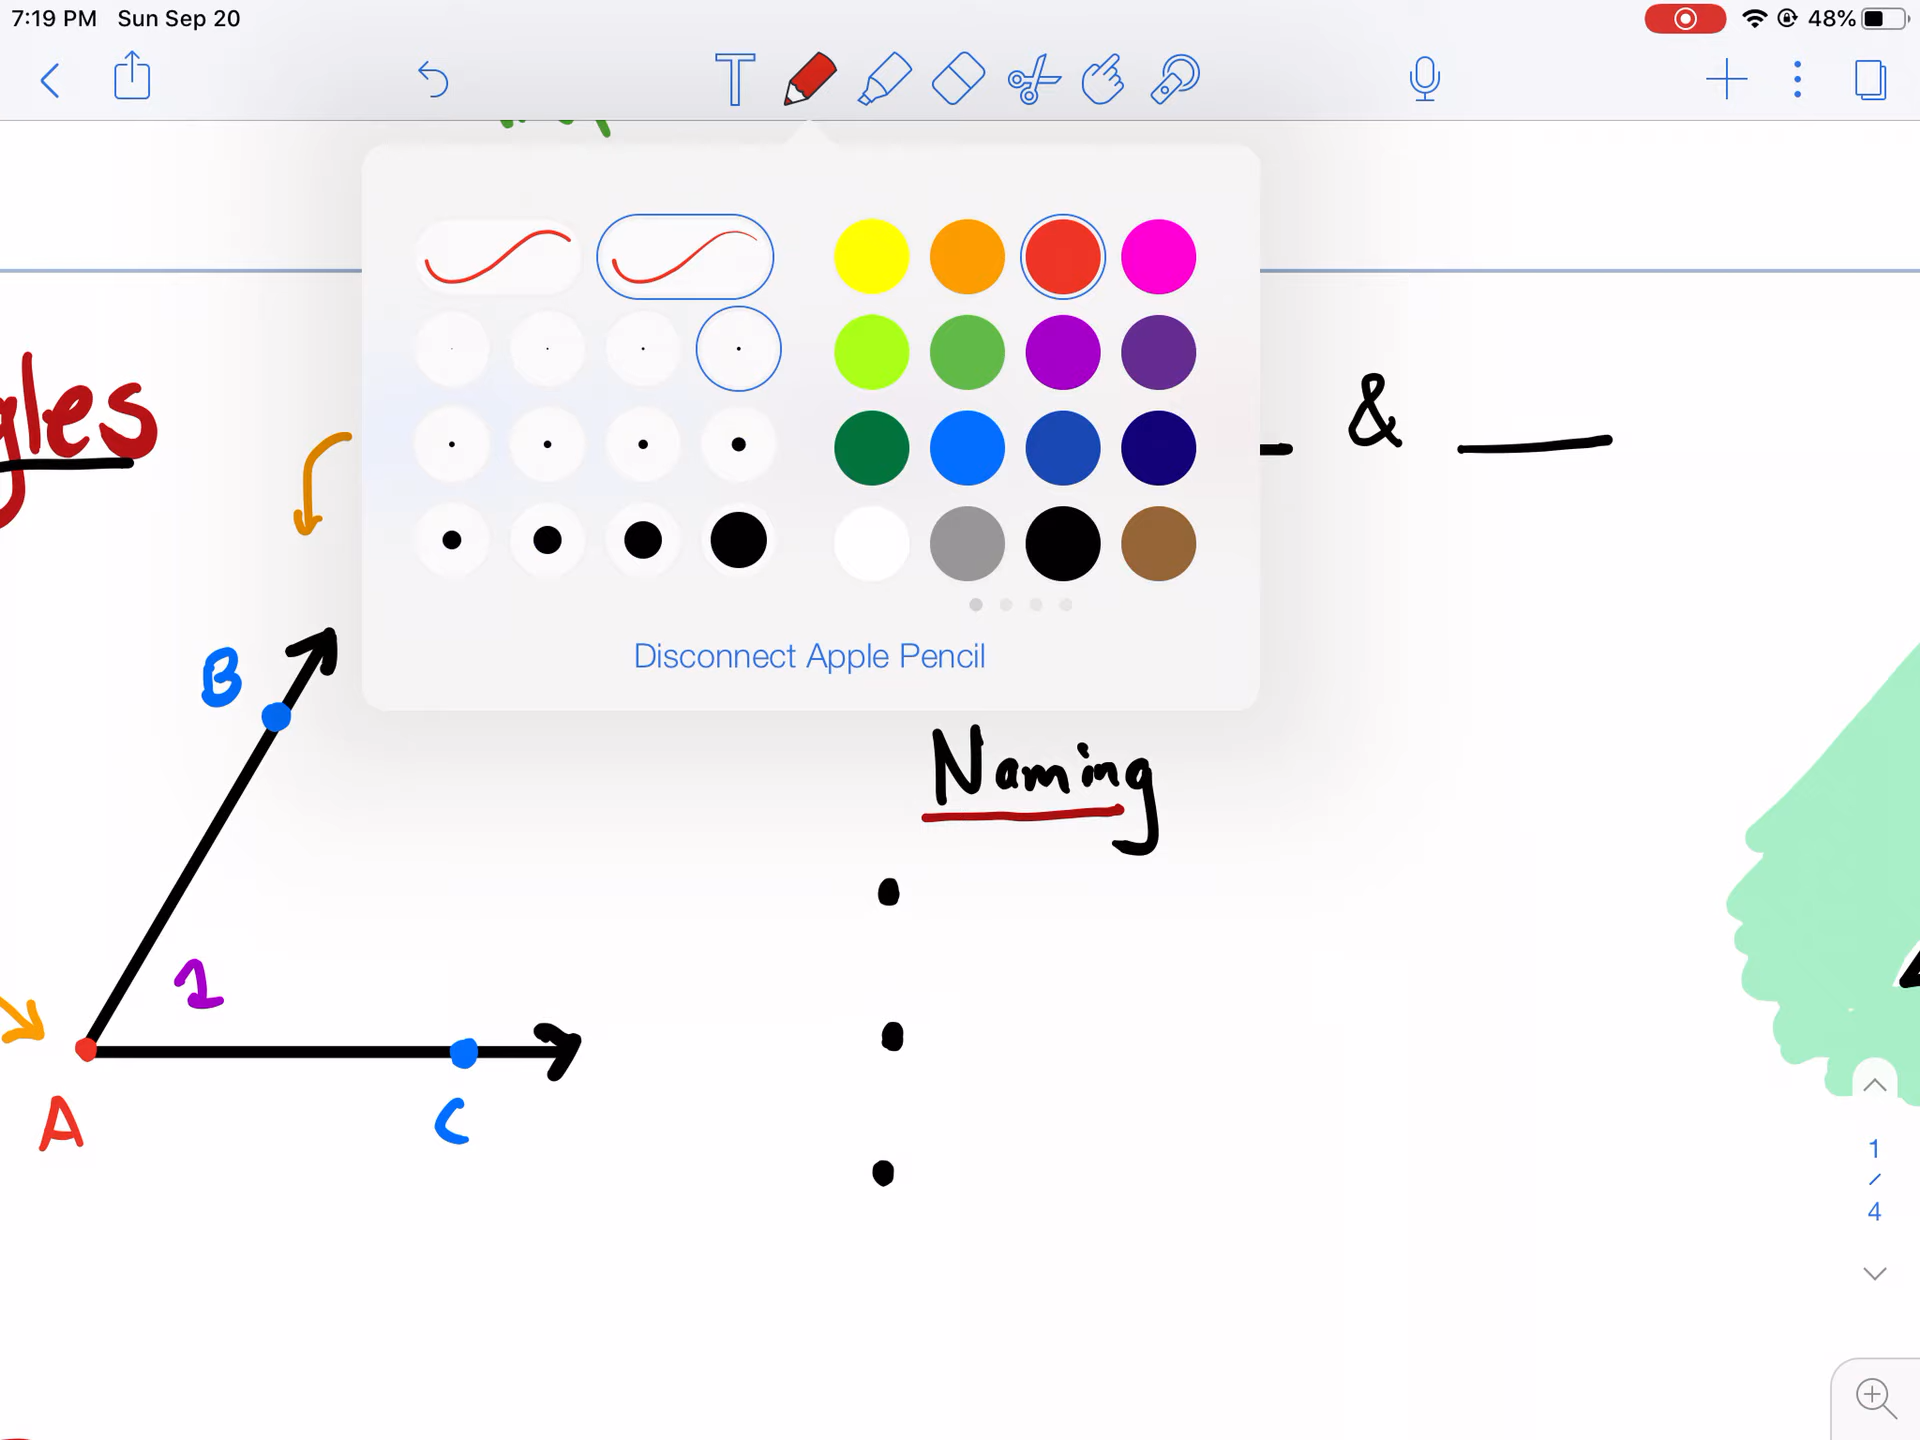 7:19 PM Sun Sep 20
48%
T
gles
&
Disconnect Apple Pencil
B
Naming
1
A
C
1
/
4